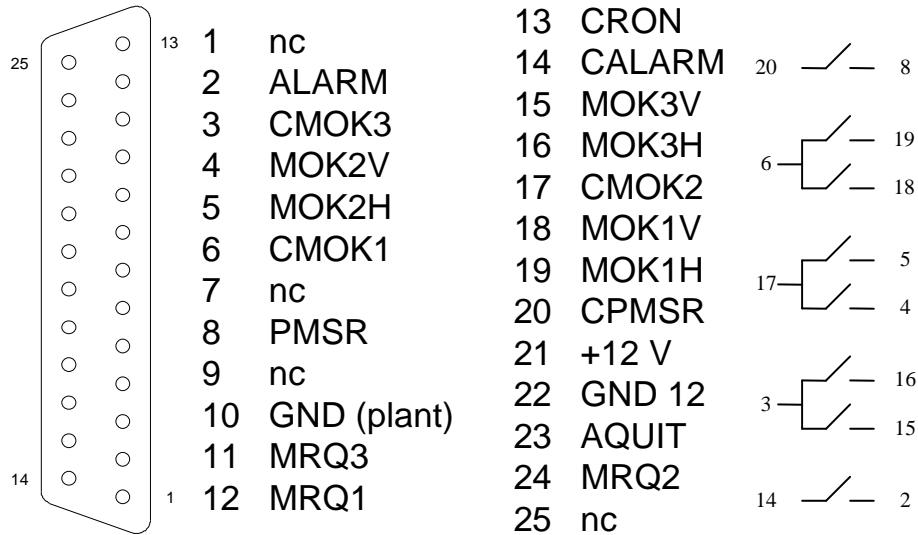 25
13
14
1
1 nc
2 ALARM
3 CMOK3
4 MOK2V
5 MOK2H
6 CMOK1
7 nc
8 PMSR
9 nc
10 GND (plant)
11 MRQ3
12 MRQ1
13 CRON
14 CALARM
15 MOK3V
16 MOK3H
17 CMOK2
18 MOK1V
19 MOK1H
20 CPMSR
21 +12 V
22 GND 12
23 AQUIT
24 MRQ2
25 nc
20 8
19
6
18
5
17
4
16
3
15
14 2